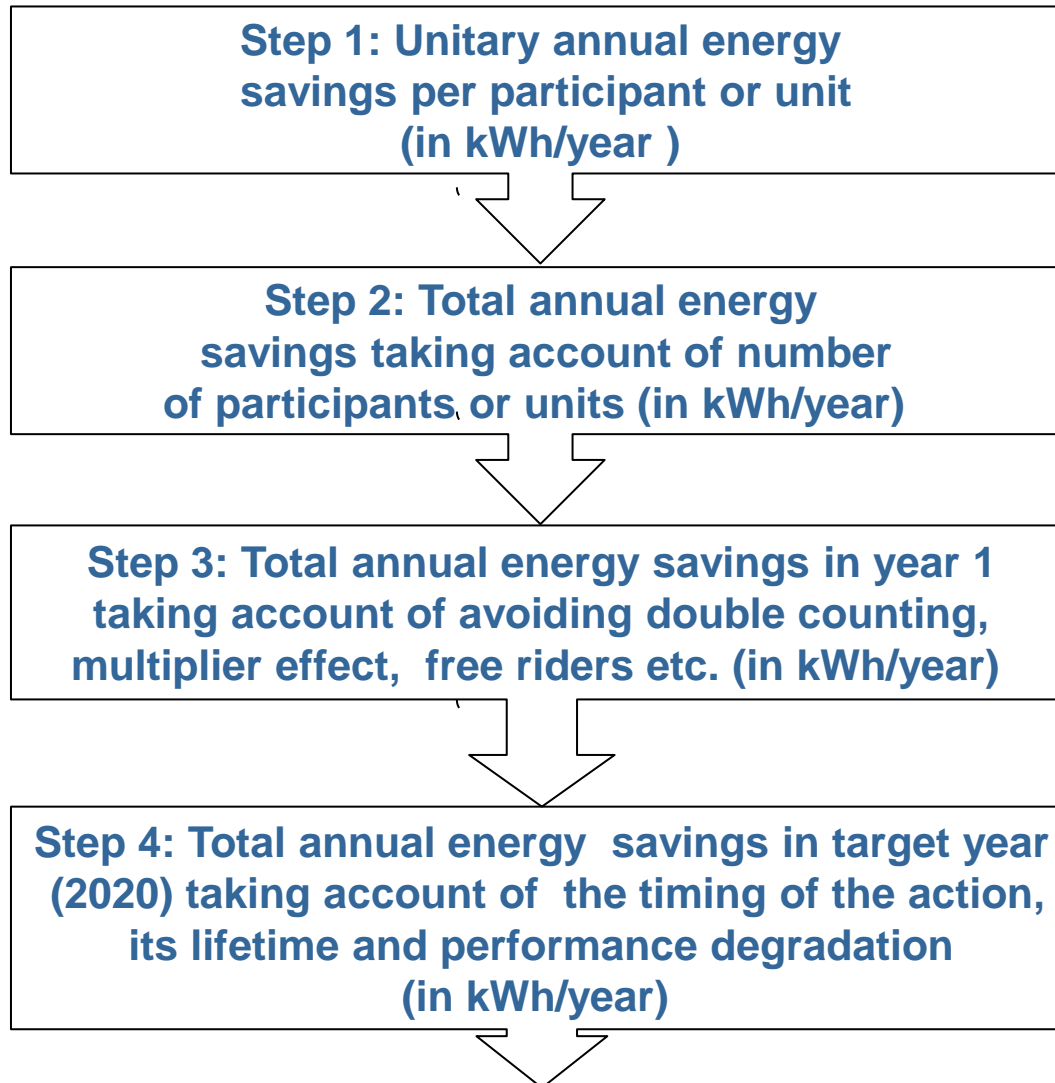 Step 1: Unitary annual energy
savings per participant or unit
(in kWh/year )
Step 2: Total annual energy
savings taking account of number
of participants or units (in kWh/year)
Step 3: Total annual energy savings in year 1
taking account of avoiding double counting,
multiplier effect, free riders etc. (in kWh/year)
Step 4: Total annual energy savings in target year
(2020) taking account of the timing of the action,
its lifetime and performance degradation
(in kWh/year)